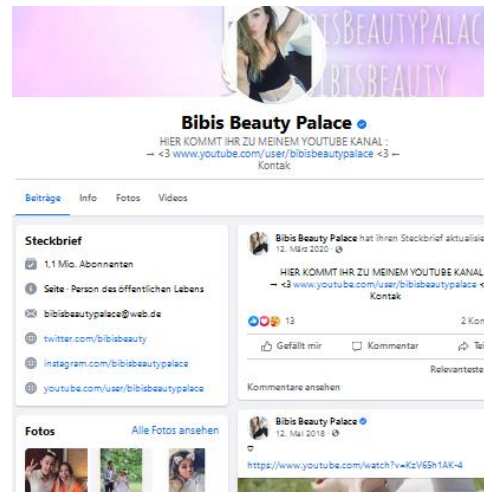 BIBISBEAUTYPALAC
BIBISBEAUTY
Bibis Beauty Palace
HIER KOMMT IHR ZU MEINEM YOUTUBE KANAL :
→ <3 www.youtube.com/user/bibisbeautypalace <3 ←
Kontak
Beiträge Info Fotos Videos
Steckbrief
1,1 Mio. Abonnenten
Seite · Person des öffentlichen Lebens
bibisbeautypalace@web.de
twitter.com/bibisbeauty
instagram.com/bibisbeautypalace
youtube.com/user/bibisbeautypalace
Fotos Alle Fotos ansehen
Bibis Beauty Palace hat ihren Steckbrief aktualisie
12. März 2020 ·
HIER KOMMT IHR ZU MEINEM YOUTUBE KANAL
→ <3 www.youtube.com/user/bibisbeautypalace <
Kontak
13 2 Kon
Gefällt mir Kommentar Tei
Relevanteste
Kommentare ansehen
Bibis Beauty Palace
12. Mai 2018 ·
♡
https://www.youtube.com/watch?v=KzV65h1AK-4